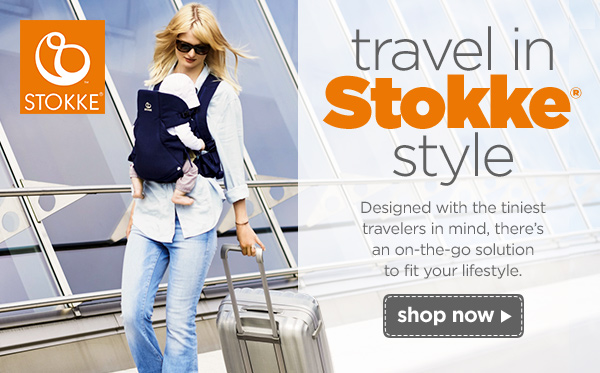 STOKKE®
travel in
Stokke®
style
Designed with the tiniest
travelers in mind, there's
an on-the-go solution
to fit your lifestyle.
shop now